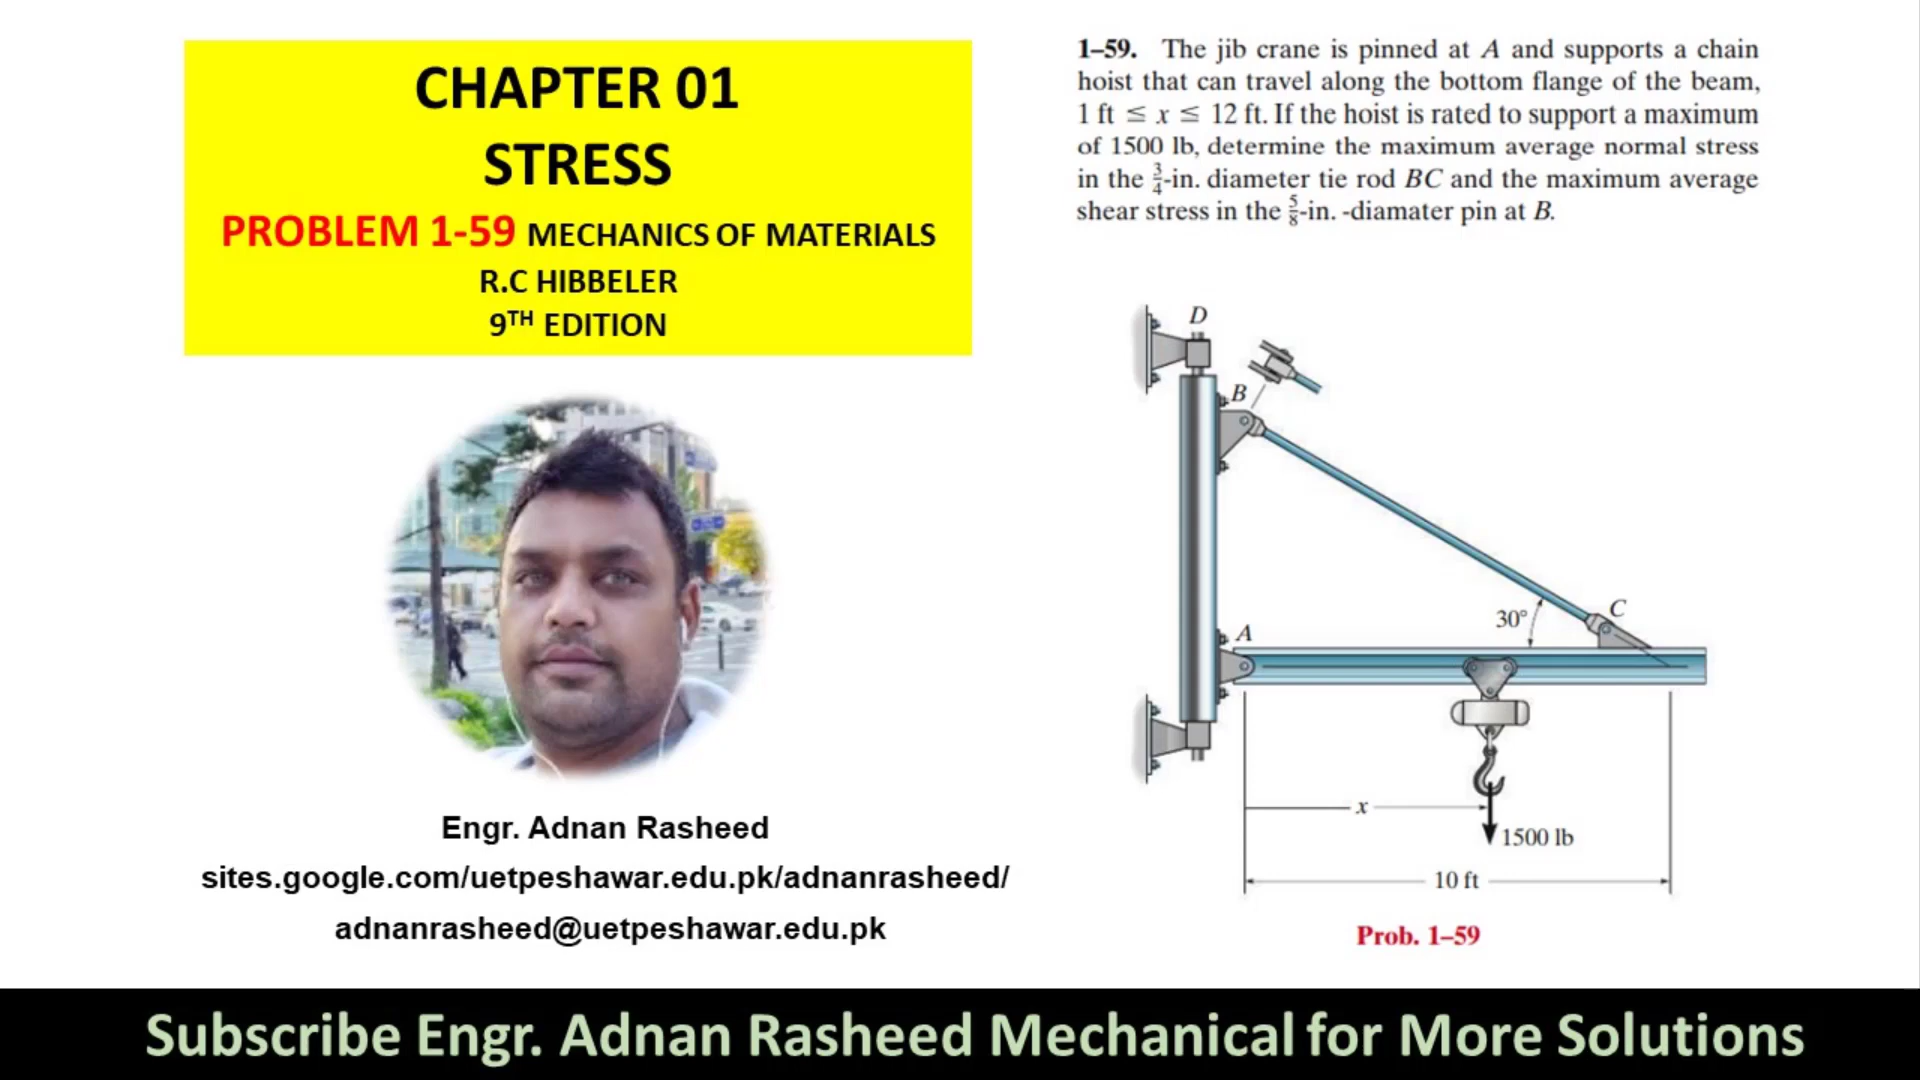 CHAPTER 01
STRESS
PROBLEM 1-59 MECHANICS OF MATERIALS
R.C HIBBELER
9TH EDITION
Engr. Adnan Rasheed
sites.google.com/uetpeshawar.edu.pk/adnanrasheed/
adnanrasheed@uetpeshawar.edu.pk
1–59. The jib crane is pinned at A and supports a chain
hoist that can travel along the bottom flange of the beam,
1 ft ≤ x ≤ 12 ft. If the hoist is rated to support a maximum
of 1500 lb, determine the maximum average normal stress
in the 3/4-in. diameter tie rod BC and the maximum average
shear stress in the 5/8-in. -diamater pin at B.
D
B
C
30°
A
x
1500 lb
10 ft
Prob. 1–59
Subscribe Engr. Adnan Rasheed Mechanical for More Solutions